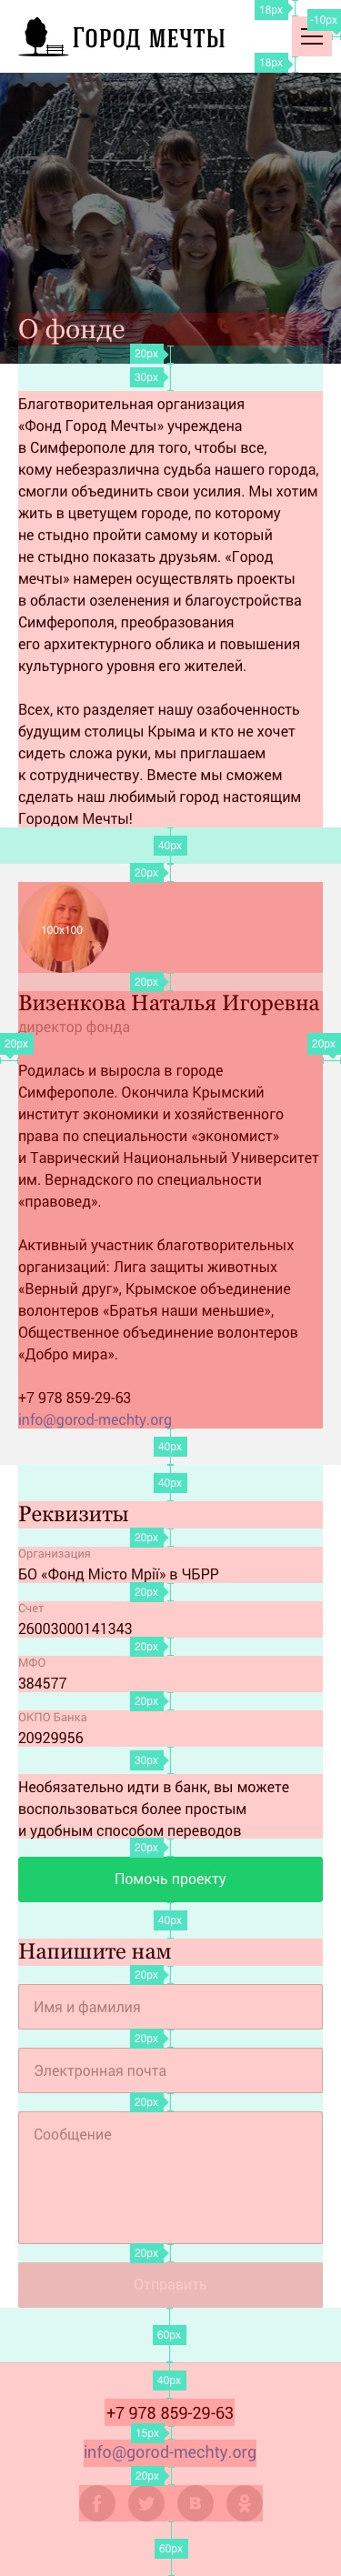 18px
-10px
Город мечты
18px
О фонде
20px
30px
Благотворительная организация
«Фонд Город Мечты» учреждена
в Симферополе для того, чтобы все,
кому небезразлична судьба нашего города,
смогли объединить свои усилия. Мы хотим
жить в цветущем городе, по которому
не стыдно пройти самому и который
не стыдно показать друзьям. «Город
мечты» намерен осуществлять проекты
в области озеленения и благоустройства
Симферополя, преобразования
его архитектурного облика и повышения
культурного уровня его жителей.
Всех, кто разделяет нашу озабоченность
будущим столицы Крыма и кто не хочет
сидеть сложа руки, мы приглашаем
к сотрудничеству. Вместе мы сможем
сделать наш любимый город настоящим
Городом Мечты!
40px
20px
100x100
20px
Визенкова Наталья Игоревна
директор фонда
20px
20px
Родилась и выросла в городе
Симферополе. Окончила Крымский
институт экономики и хозяйственного
права по специальности «экономист»
и Таврический Национальный Университет
им. Вернадского по специальности
«правовед».
Активный участник благотворительных
организаций: Лига защиты животных
«Верный друг», Крымское объединение
волонтеров «Братья наши меньшие»,
Общественное объединение волонтеров
«Добро мира».
+7 978 859-29-63
info@gorod-mechty.org
40px
40px
Реквизиты
20px
Организация
БО «Фонд Мiсто Мрiї» в ЧБРР
20px
Счет
26003000141343
20px
МФО
384577
20px
ОКПО Банка
20929956
30px
Необязательно идти в банк, вы можете
воспользоваться более простым
и удобным способом переводов
20px
Помочь проекту
40px
Напишите нам
20px
Имя и фамилия
20px
Электронная почта
20px
Сообщение
20px
Отправить
60px
40px
+7 978 859-29-63
15px
info@gorod-mechty.org
20px
60px